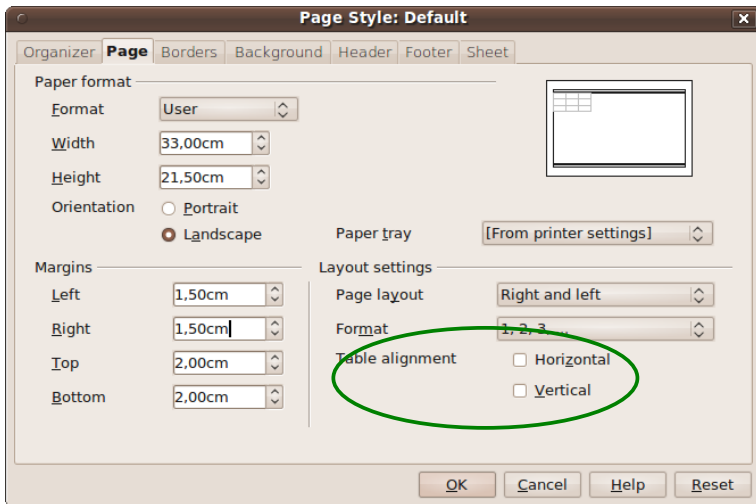 Page Style: Default
Organizer Page Borders Background Header Footer Sheet
Paper format
Format User
Width 33,00cm
Height 21,50cm
Orientation Portrait
Landscape
Paper tray [From printer settings]
Margins
Left 1,50cm
Right 1,50cm
Top 2,00cm
Bottom 2,00cm
Layout settings
Page layout Right and left
Format 1, 2, 3, ...
Table alignment Horizontal
Vertical
OK Cancel Help Reset